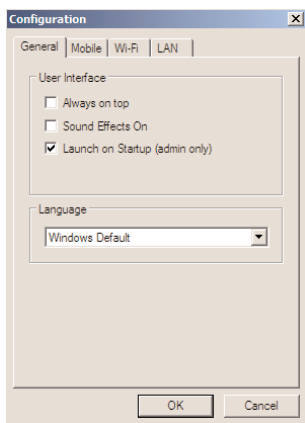 Configuration
General Mobile Wi-Fi LAN
User Interface
Always on top
Sound Effects On
Launch on Startup (admin only)
Language
Windows Default
OK Cancel